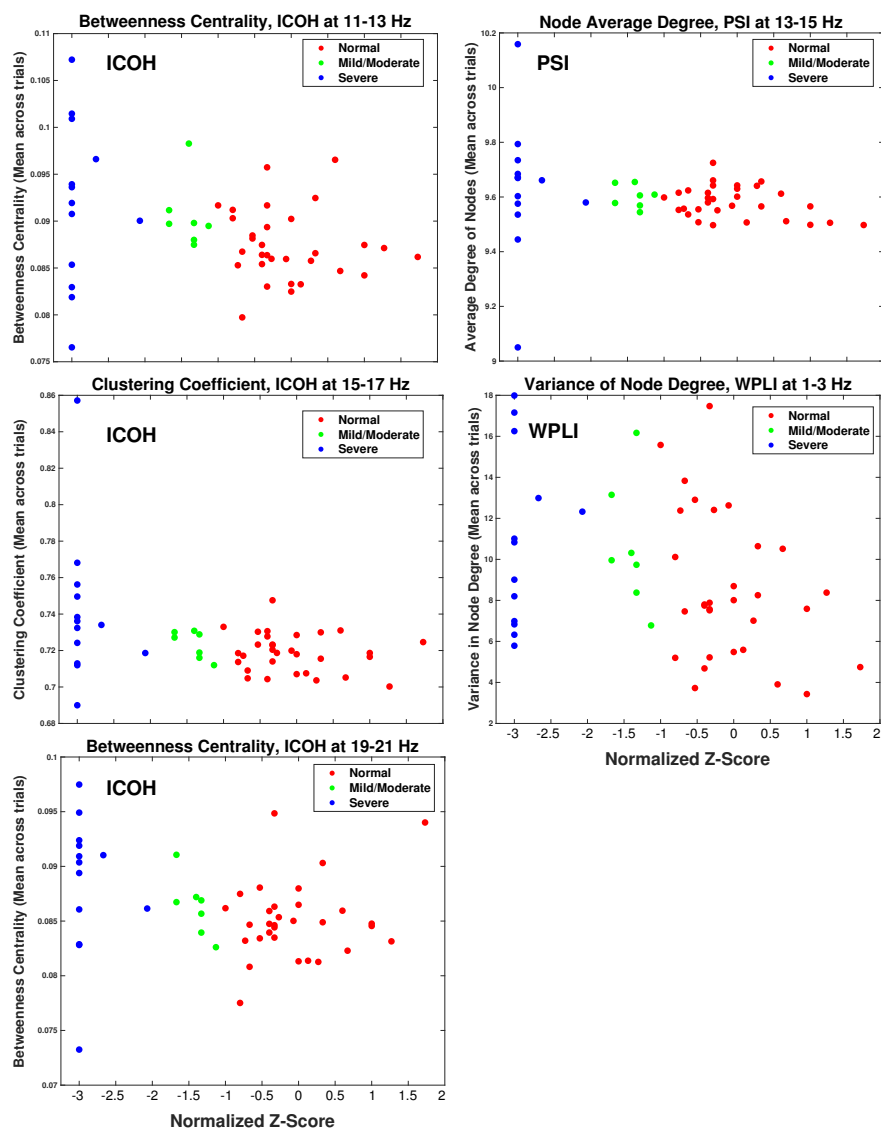 Betweenness Centrality, ICOH at 11-13 Hz
Betweenness Centrality (Mean across trials)
0.11
0.105
0.1
0.095
0.09
0.085
0.08
0.075
ICOH
Normal
Mild/Moderate
Severe
Node Average Degree, PSI at 13-15 Hz
Average Degree of Nodes (Mean across trials)
10.2
10
9.8
9.6
9.4
9.2
9
PSI
Normal
Mild/Moderate
Severe
Clustering Coefficient, ICOH at 15-17 Hz
Clustering Coefficient (Mean across trials)
0.86
0.84
0.82
0.8
0.78
0.76
0.74
0.72
0.7
0.68
ICOH
Normal
Mild/Moderate
Severe
Variance of Node Degree, WPLI at 1-3 Hz
Variance in Node Degree (Mean across trials)
18
16
14
12
10
8
6
4
2
WPLI
Normal
Mild/Moderate
Severe
-3 -2.5 -2 -1.5 -1 -0.5 0 0.5 1 1.5 2
Normalized Z-Score
Betweenness Centrality, ICOH at 19-21 Hz
Betweenness Centrality (Mean across trials)
0.1
0.095
0.09
0.085
0.08
0.075
0.07
ICOH
Normal
Mild/Moderate
Severe
-3 -2.5 -2 -1.5 -1 -0.5 0 0.5 1 1.5 2
Normalized Z-Score